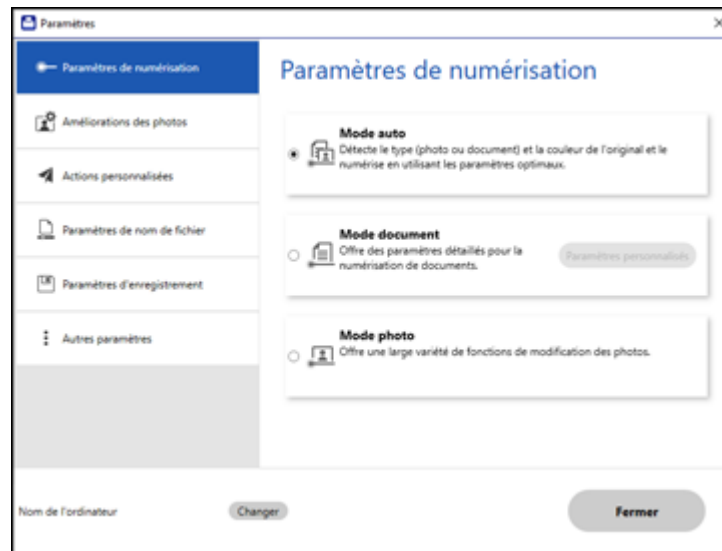 Paramètres
Paramètres de numérisation
Améliorations des photos
Actions personnalisées
Paramètres de nom de fichier
Paramètres d'enregistrement
Autres paramètres
Paramètres de numérisation
Mode auto
Détecte le type (photo ou document) et la couleur de l'original et le
numérise en utilisant les paramètres optimaux.
Mode document
Offre des paramètres détaillés pour la
numérisation de documents.
Paramètres personnalisés
Mode photo
Offre une large variété de fonctions de modification des photos.
Nom de l'ordinateur
Changer
Fermer